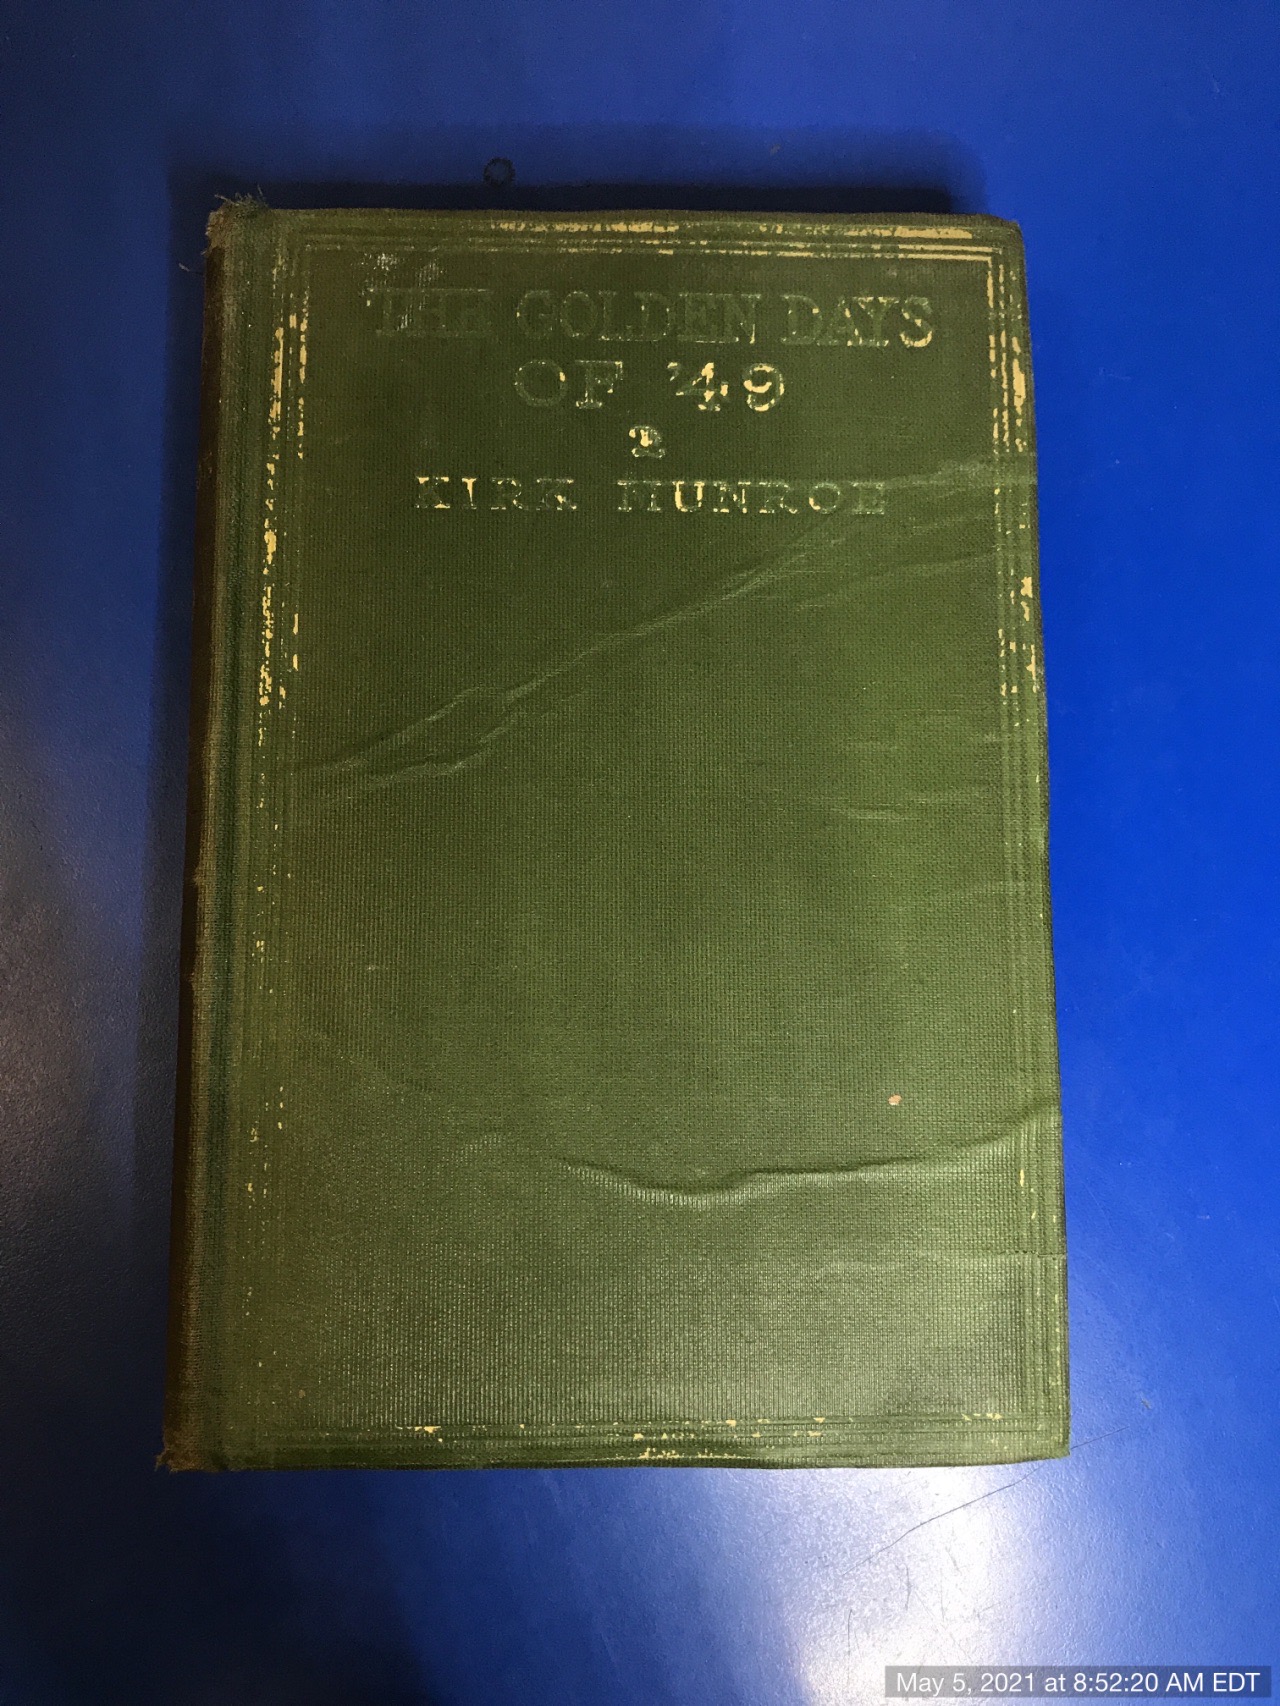 THE GOLDEN DAYS
OF '49
KIRK MUNROE
May 5, 2021 at 8:52:20 AM EDT